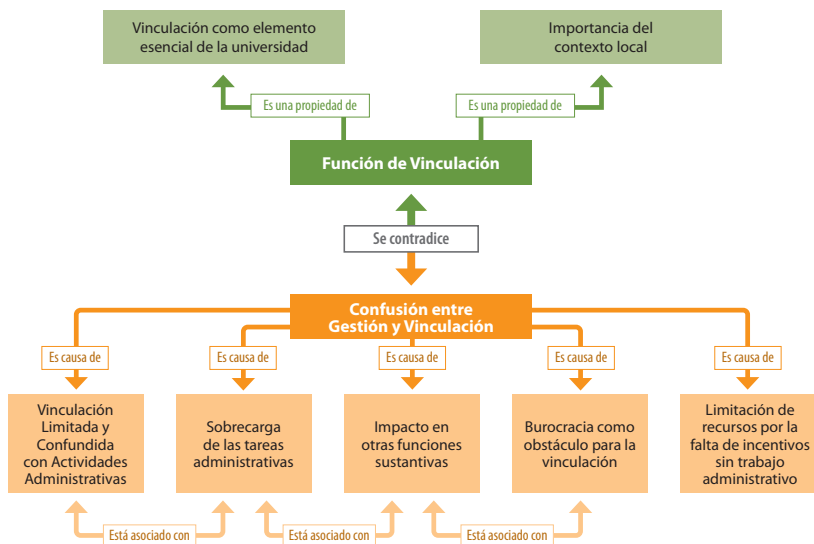 Vinculación como elemento
esencial de la universidad
Importancia del
contexto local
Es una propiedad de
Es una propiedad de
Función de Vinculación
Se contradice
Confusión entre
Gestión y Vinculación
Es causa de
Es causa de
Es causa de
Es causa de
Es causa de
Vinculación
Limitada y
Confundida
con Actividades
Administrativas
Sobrecarga
de las tareas
administrativas
Impacto en
otras funciones
sustantivas
Burocracia como
obstáculo para la
vinculación
Limitación de
recursos por la
falta de incentivos
sin trabajo
administrativo
Está asociado con
Está asociado con
Está asociado con